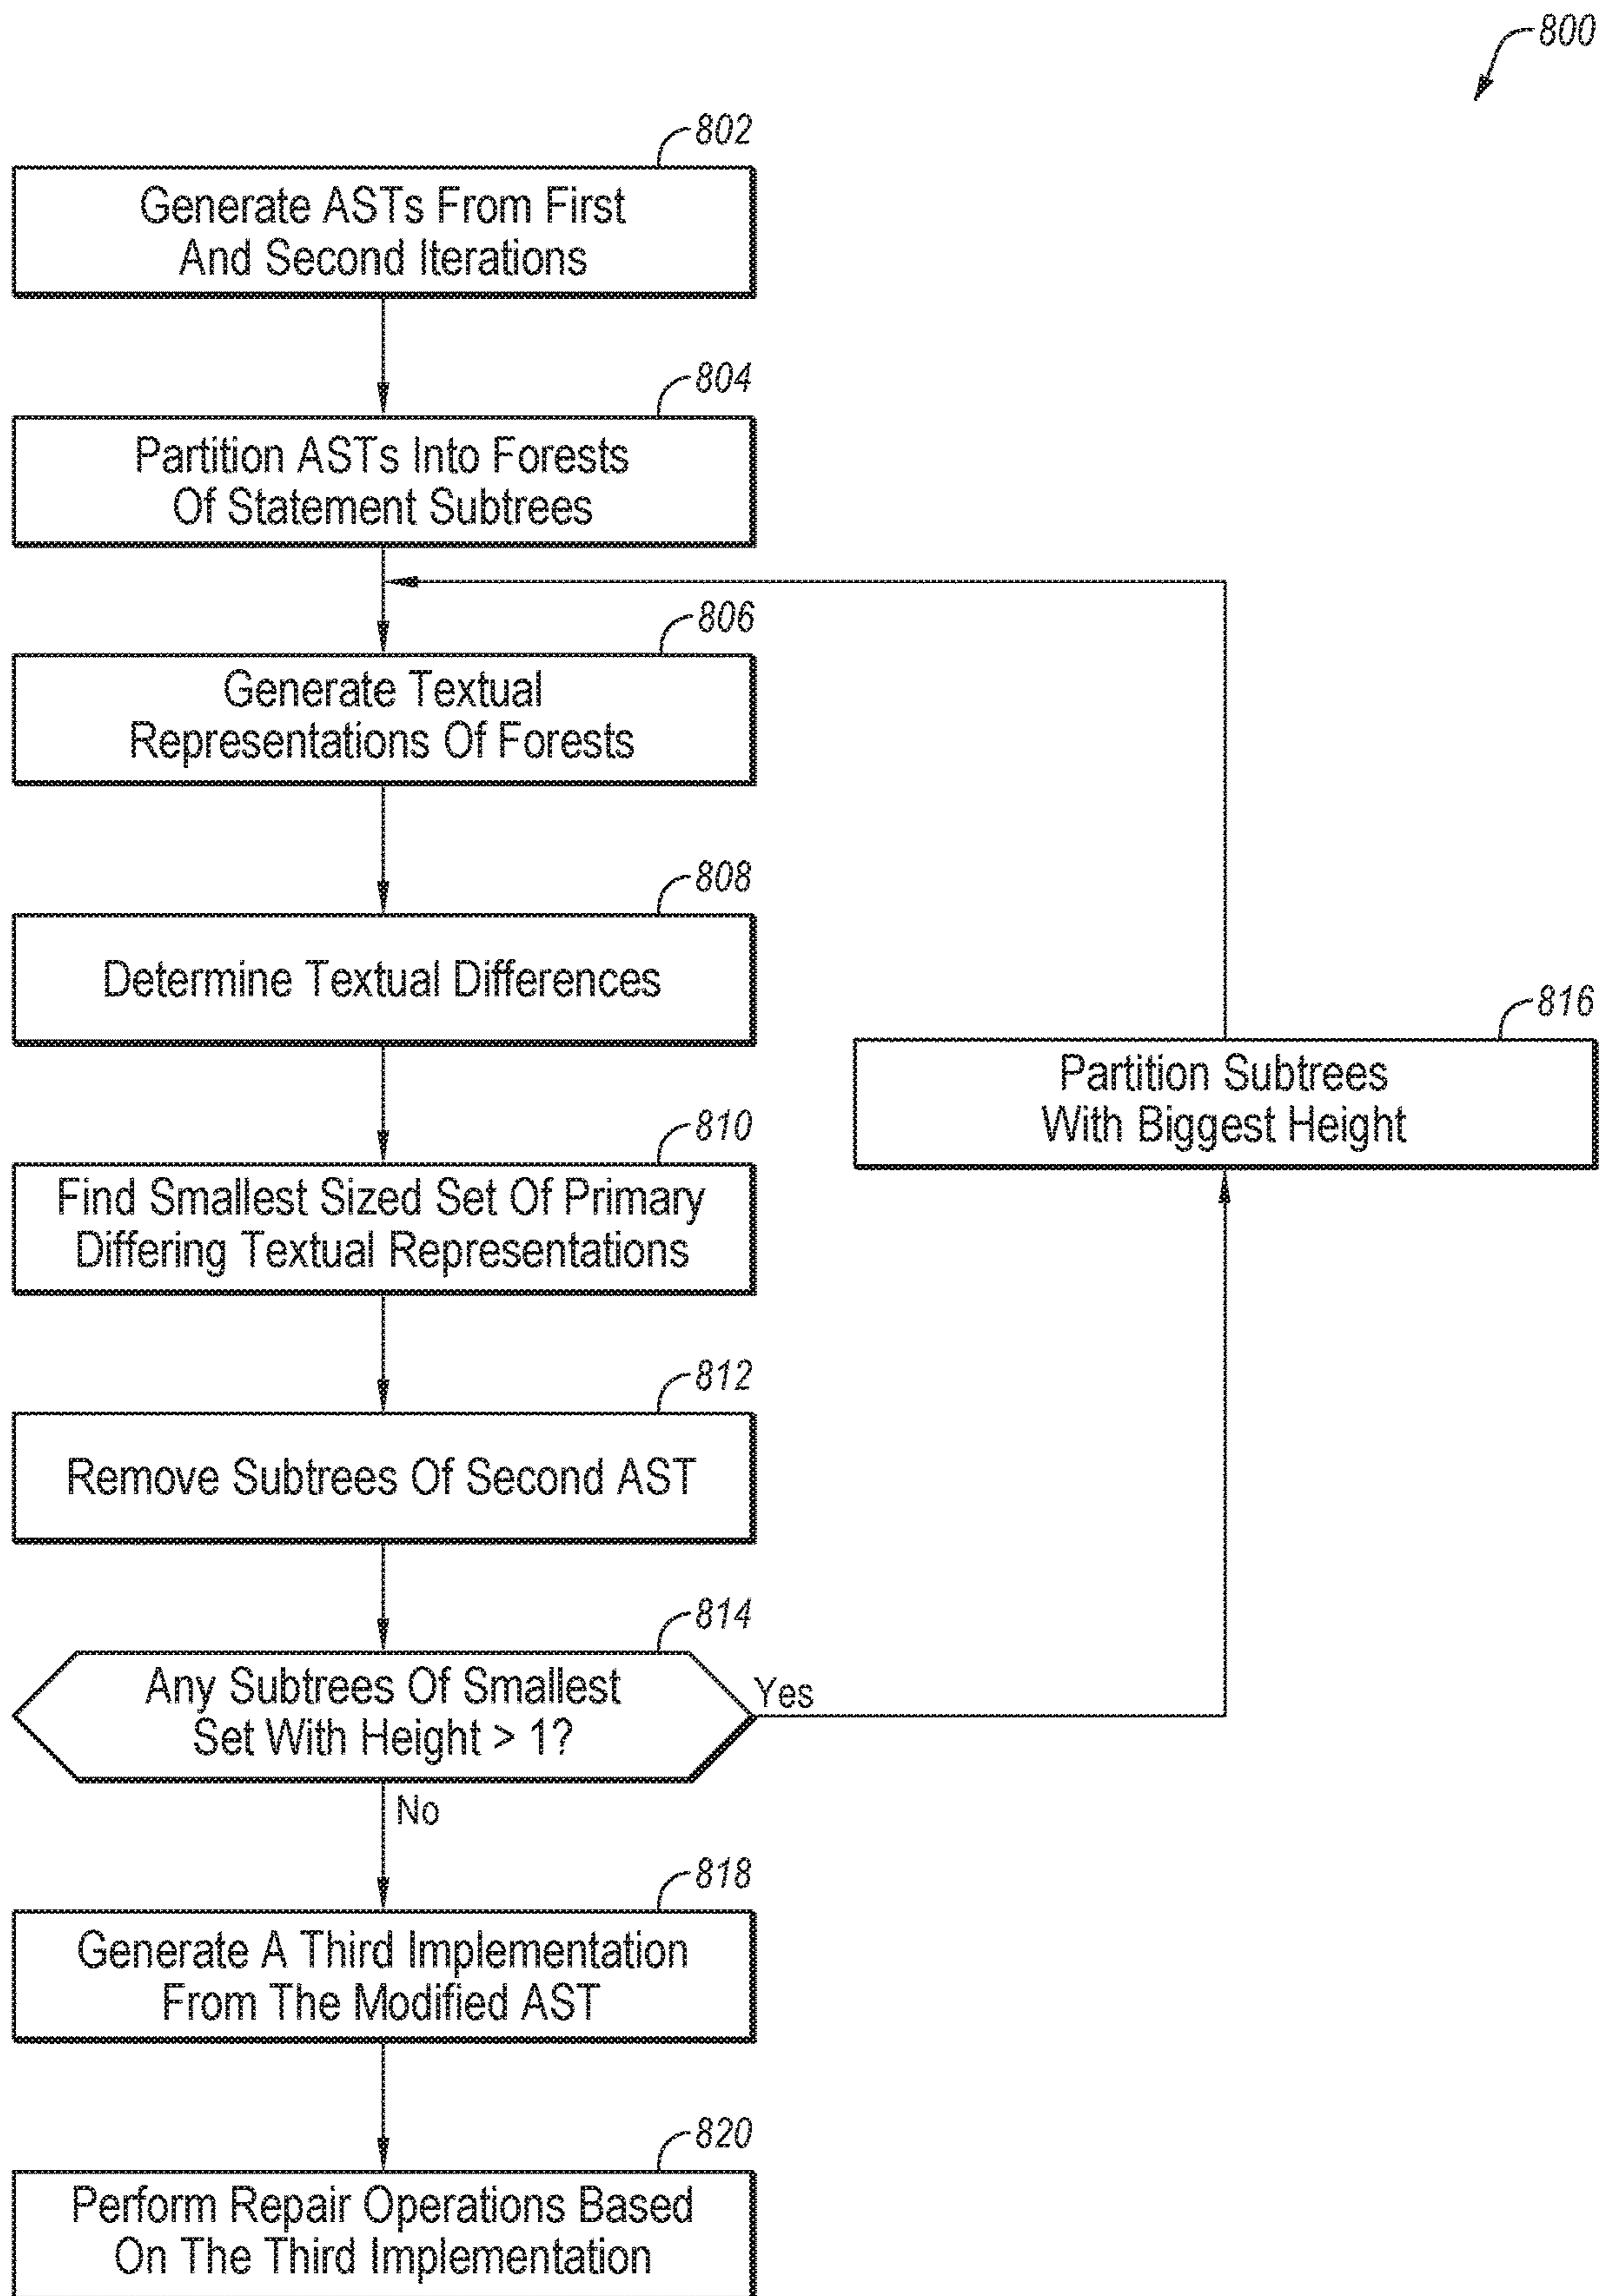 800
802
Generate ASTs From First
And Second Iterations
804
Partition ASTs Into Forests
Of Statement Subtrees
806
Generate Textual
Representations Of Forests
808
Determine Textual Differences
816
Partition Subtrees
With Biggest Height
810
Find Smallest Sized Set Of Primary
Differing Textual Representations
812
Remove Subtrees Of Second AST
814
Any Subtrees Of Smallest
Set With Height > 1?
Yes
No
818
Generate A Third Implementation
From The Modified AST
820
Perform Repair Operations Based
On The Third Implementation